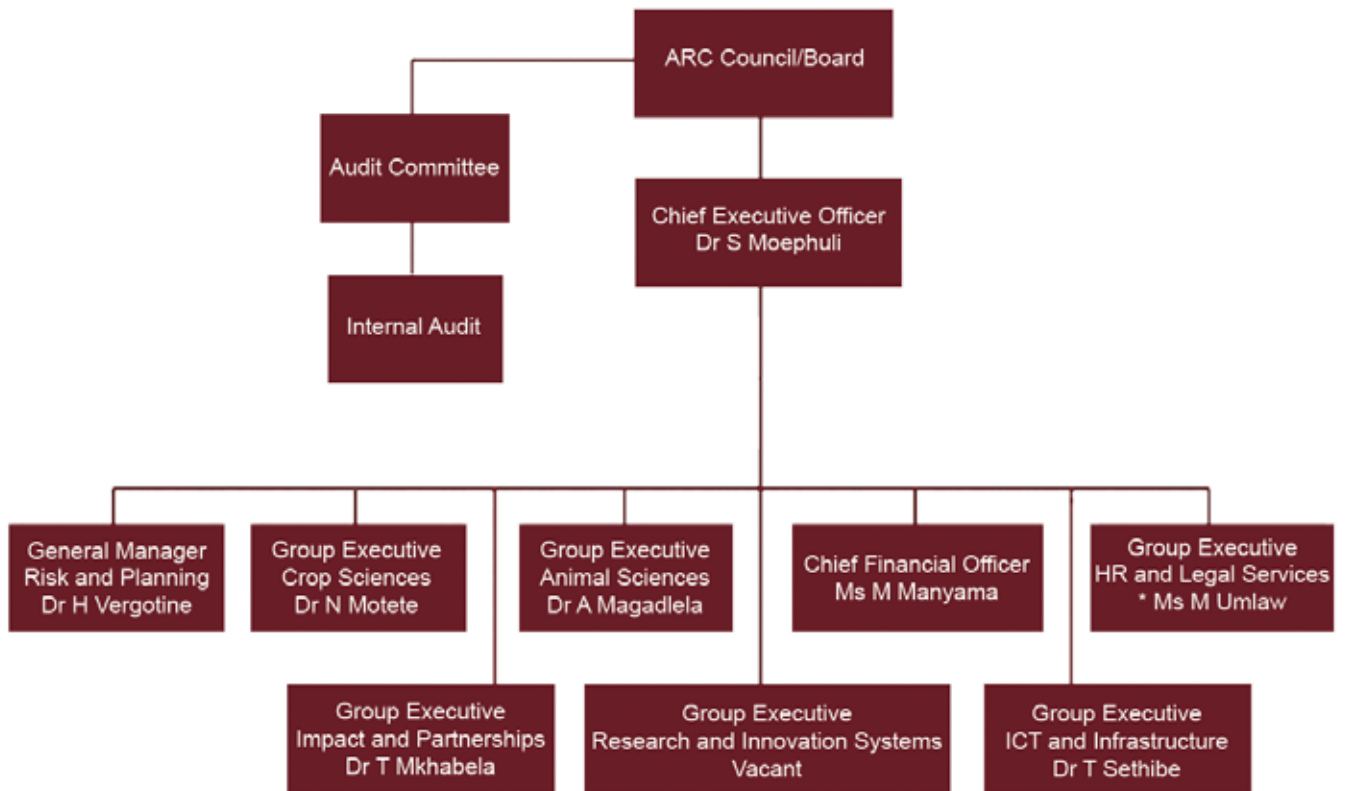 ARC Council/Board
Audit Committee
Chief Executive Officer
Dr S Moephuli
Internal Audit
General Manager
Risk and Planning
Dr H Vergotine
Group Executive
Crop Sciences
Dr N Motete
Group Executive
Animal Sciences
Dr A Magadlela
Chief Financial Officer
Ms M Manyama
Group Executive
HR and Legal Services
* Ms M Umlaw
Group Executive
Impact and Partnerships
Dr T Mkhabela
Group Executive
Research and Innovation Systems
Vacant
Group Executive
ICT and Infrastructure
Dr T Sethibe